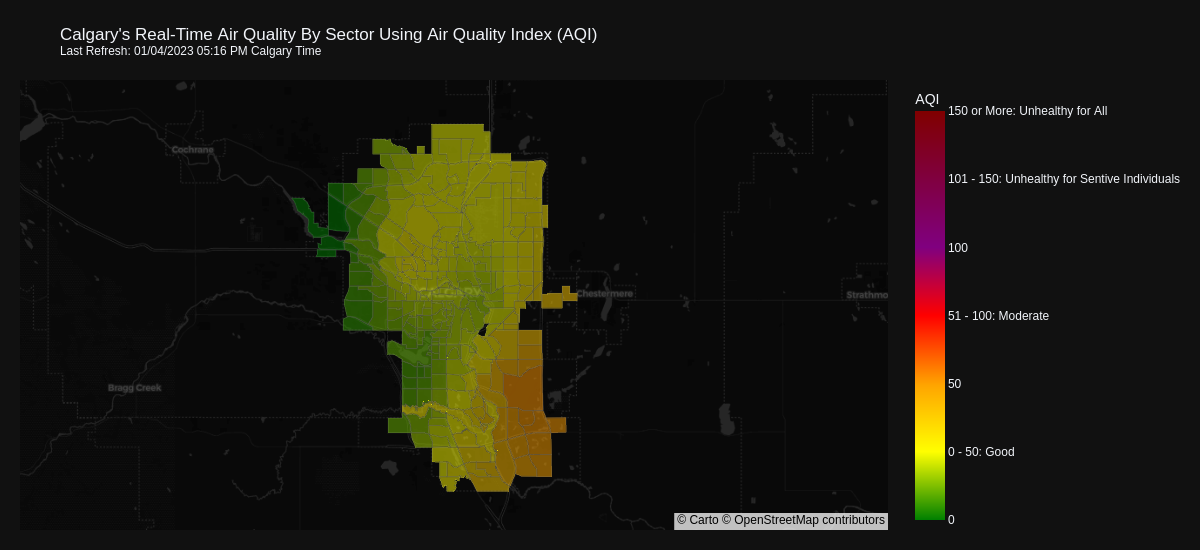 Calgary's Real-Time Air Quality By Sector Using Air Quality Index (AQI)
Last Refresh: 01/04/2023 05:16 PM Calgary Time
AQI
150 or More: Unhealthy for All
Cochrane
101 - 150: Unhealthy for Sentive Individuals
100
CALGARY
Chestermere
Strathmo
51 - 100: Moderate
Bragg Creek
50
0 - 50: Good
© Carto © OpenStreetMap contributors
0